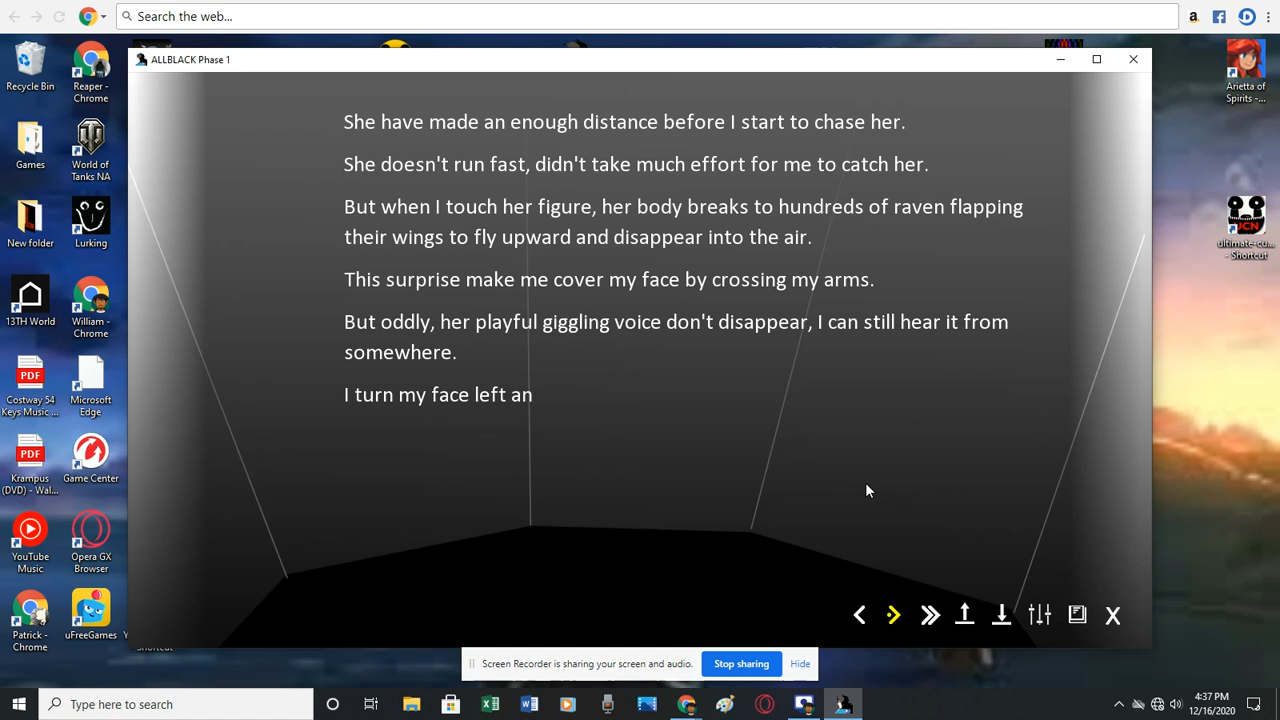 Search the web...
ALLBLACK Phase 1
Recycle Bin
Reaper -
Chrome
Games
World of
Tanks NA
New folder
Lurking
13TH World
William -
Chrome
Costway 54
Keys Music ...
Microsoft
Edge
Krampus
(DVD) - Wal...
Game Center
YouTube
Music
Opera GX
Browser
Patrick -
Chrome
uFreeGames
Arietta of
Spirits -...
UCN
ultimate-cu...
- Shortcut
She have made an enough distance before I start to chase her.
She doesn't run fast, didn't take much effort for me to catch her.
But when I touch her figure, her body breaks to hundreds of raven flapping
their wings to fly upward and disappear into the air.
This surprise make me cover my face by crossing my arms.
But oddly, her playful giggling voice don't disappear, I can still hear it from
somewhere.
I turn my face left an
X
Screen Recorder is sharing your screen and audio.
Stop sharing
Hide
Type here to search
4:37 PM
12/16/2020